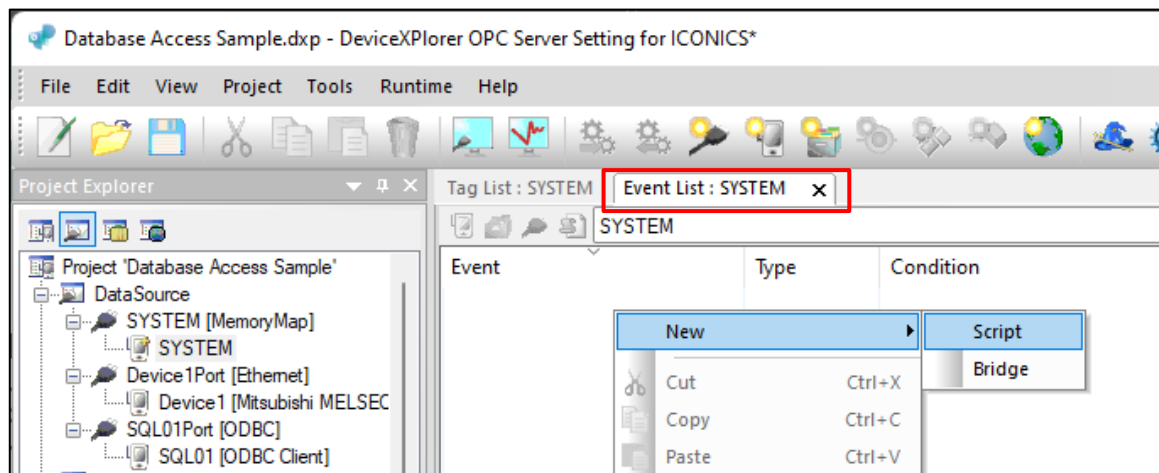 Database Access Sample.dxp - DeviceXPlorer OPC Server Setting for ICONICS*
File Edit View Project Tools Runtime Help
Project Explorer
Tag List : SYSTEM
Event List : SYSTEM
SYSTEM
Project 'Database Access Sample'
DataSource
SYSTEM [MemoryMap]
SYSTEM
Device1Port [Ethernet]
Device1 [Mitsubishi MELSEC
SQL01Port [ODBC]
SQL01 [ODBC Client]
Event Type Condition
New
Cut Ctrl+X
Copy Ctrl+C
Paste Ctrl+V
Script
Bridge